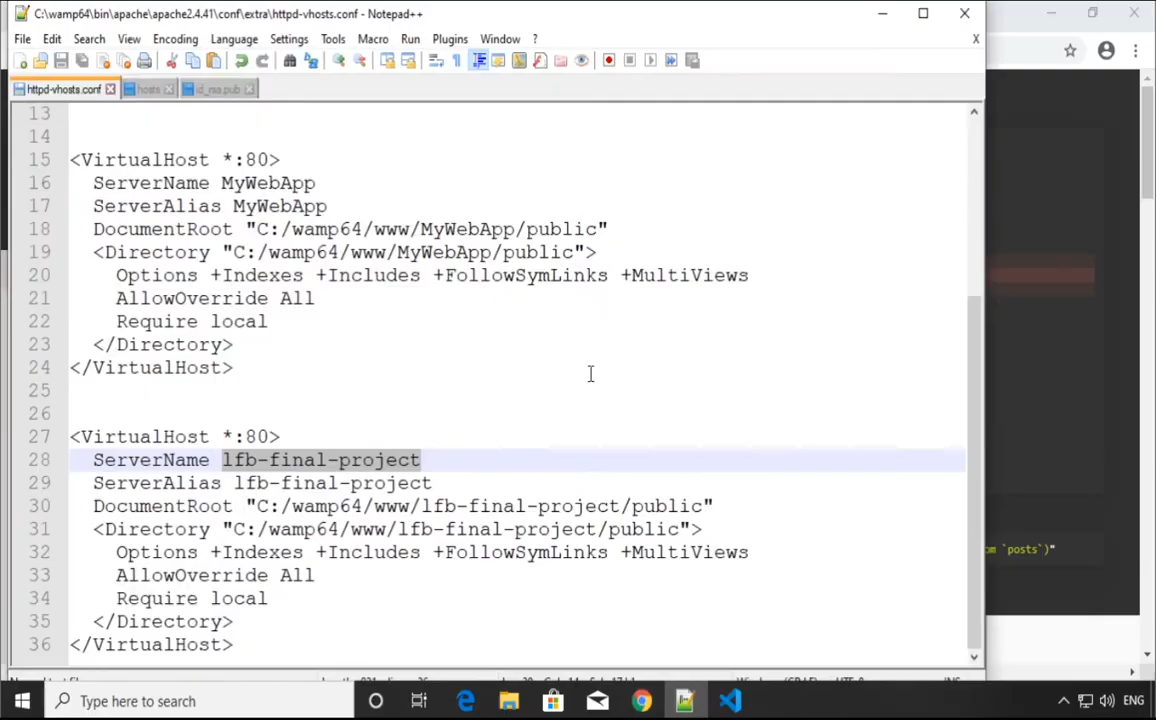 C:\wamp64\bin\apache\apache2.4.41\conf\extra\httpd-vhosts.conf - Notepad++
File Edit Search View Encoding Language Settings Tools Macro Run Plugins Window ? X
httpd-vhosts.conf hosts id_rsa.pub
13
14
15 <VirtualHost *:80>
16 ServerName MyWebApp
17 ServerAlias MyWebApp
18 DocumentRoot "C:/wamp64/www/MyWebApp/public"
19 <Directory "C:/wamp64/www/MyWebApp/public">
20 Options +Indexes +Includes +FollowSymLinks +MultiViews
21 AllowOverride All
22 Require local
23 </Directory>
24 </VirtualHost>
25
26
27 <VirtualHost *:80>
28 ServerName lfb-final-project
29 ServerAlias lfb-final-project
30 DocumentRoot "C:/wamp64/www/lfb-final-project/public"
31 <Directory "C:/wamp64/www/lfb-final-project/public">
32 Options +Indexes +Includes +FollowSymLinks +MultiViews
33 AllowOverride All
34 Require local
35 </Directory>
36 </VirtualHost>
`posts`)"
Type here to search
ENG